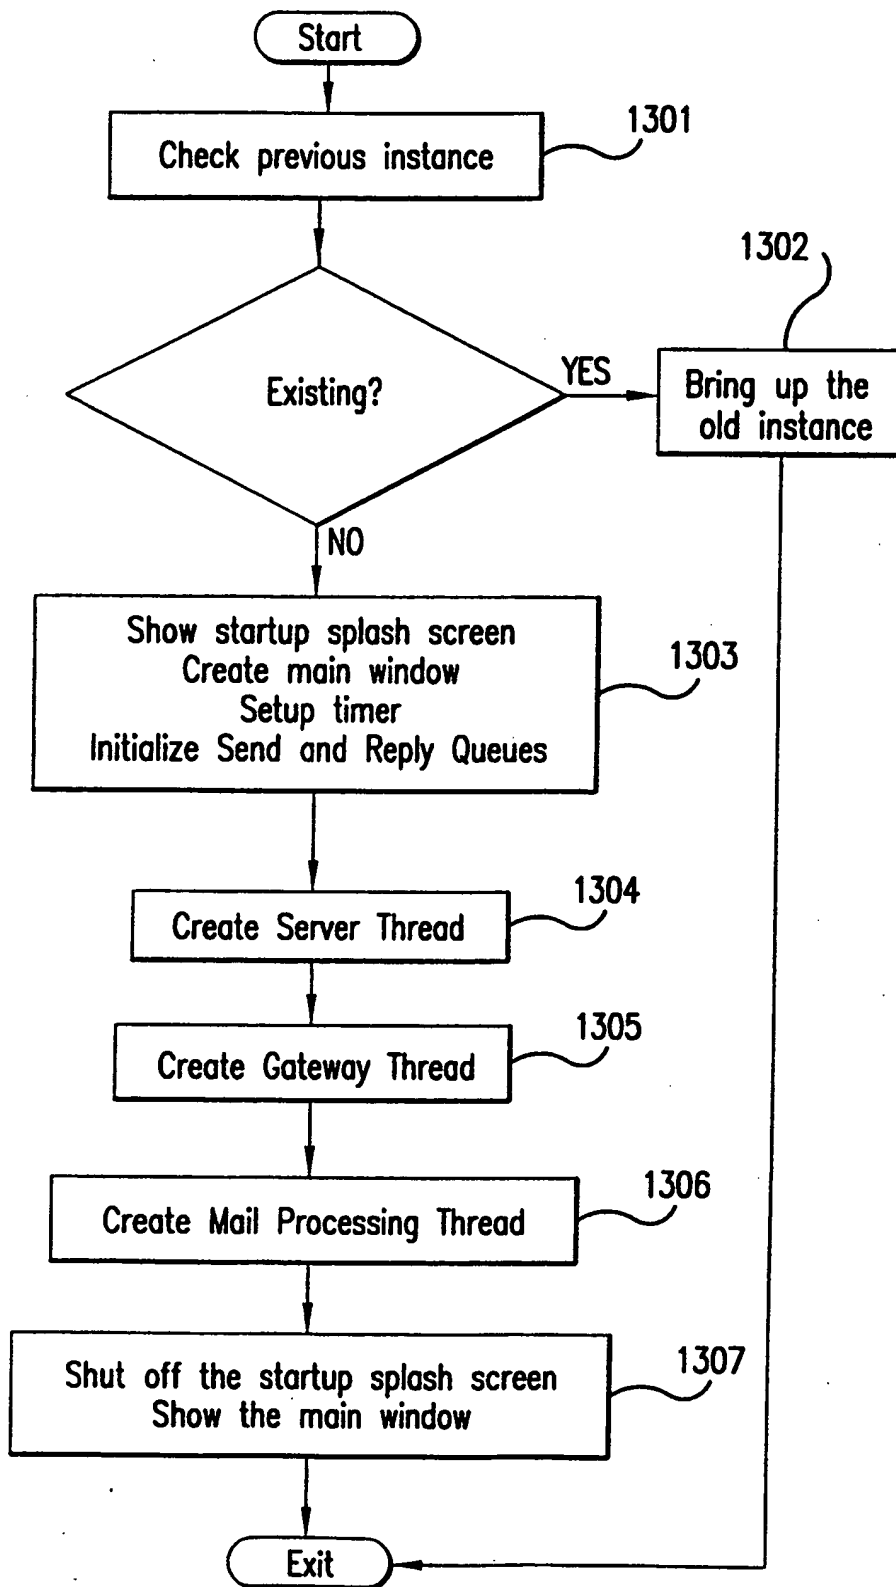 Start
Check previous instance
1301
Existing?
YES
1302
Bring up the
old instance
NO
Show startup splash screen
Create main window
Setup timer
Initialize Send and Reply Queues
1303
Create Server Thread
1304
Create Gateway Thread
1305
Create Mail Processing Thread
1306
Shut off the startup splash screen
Show the main window
1307
Exit